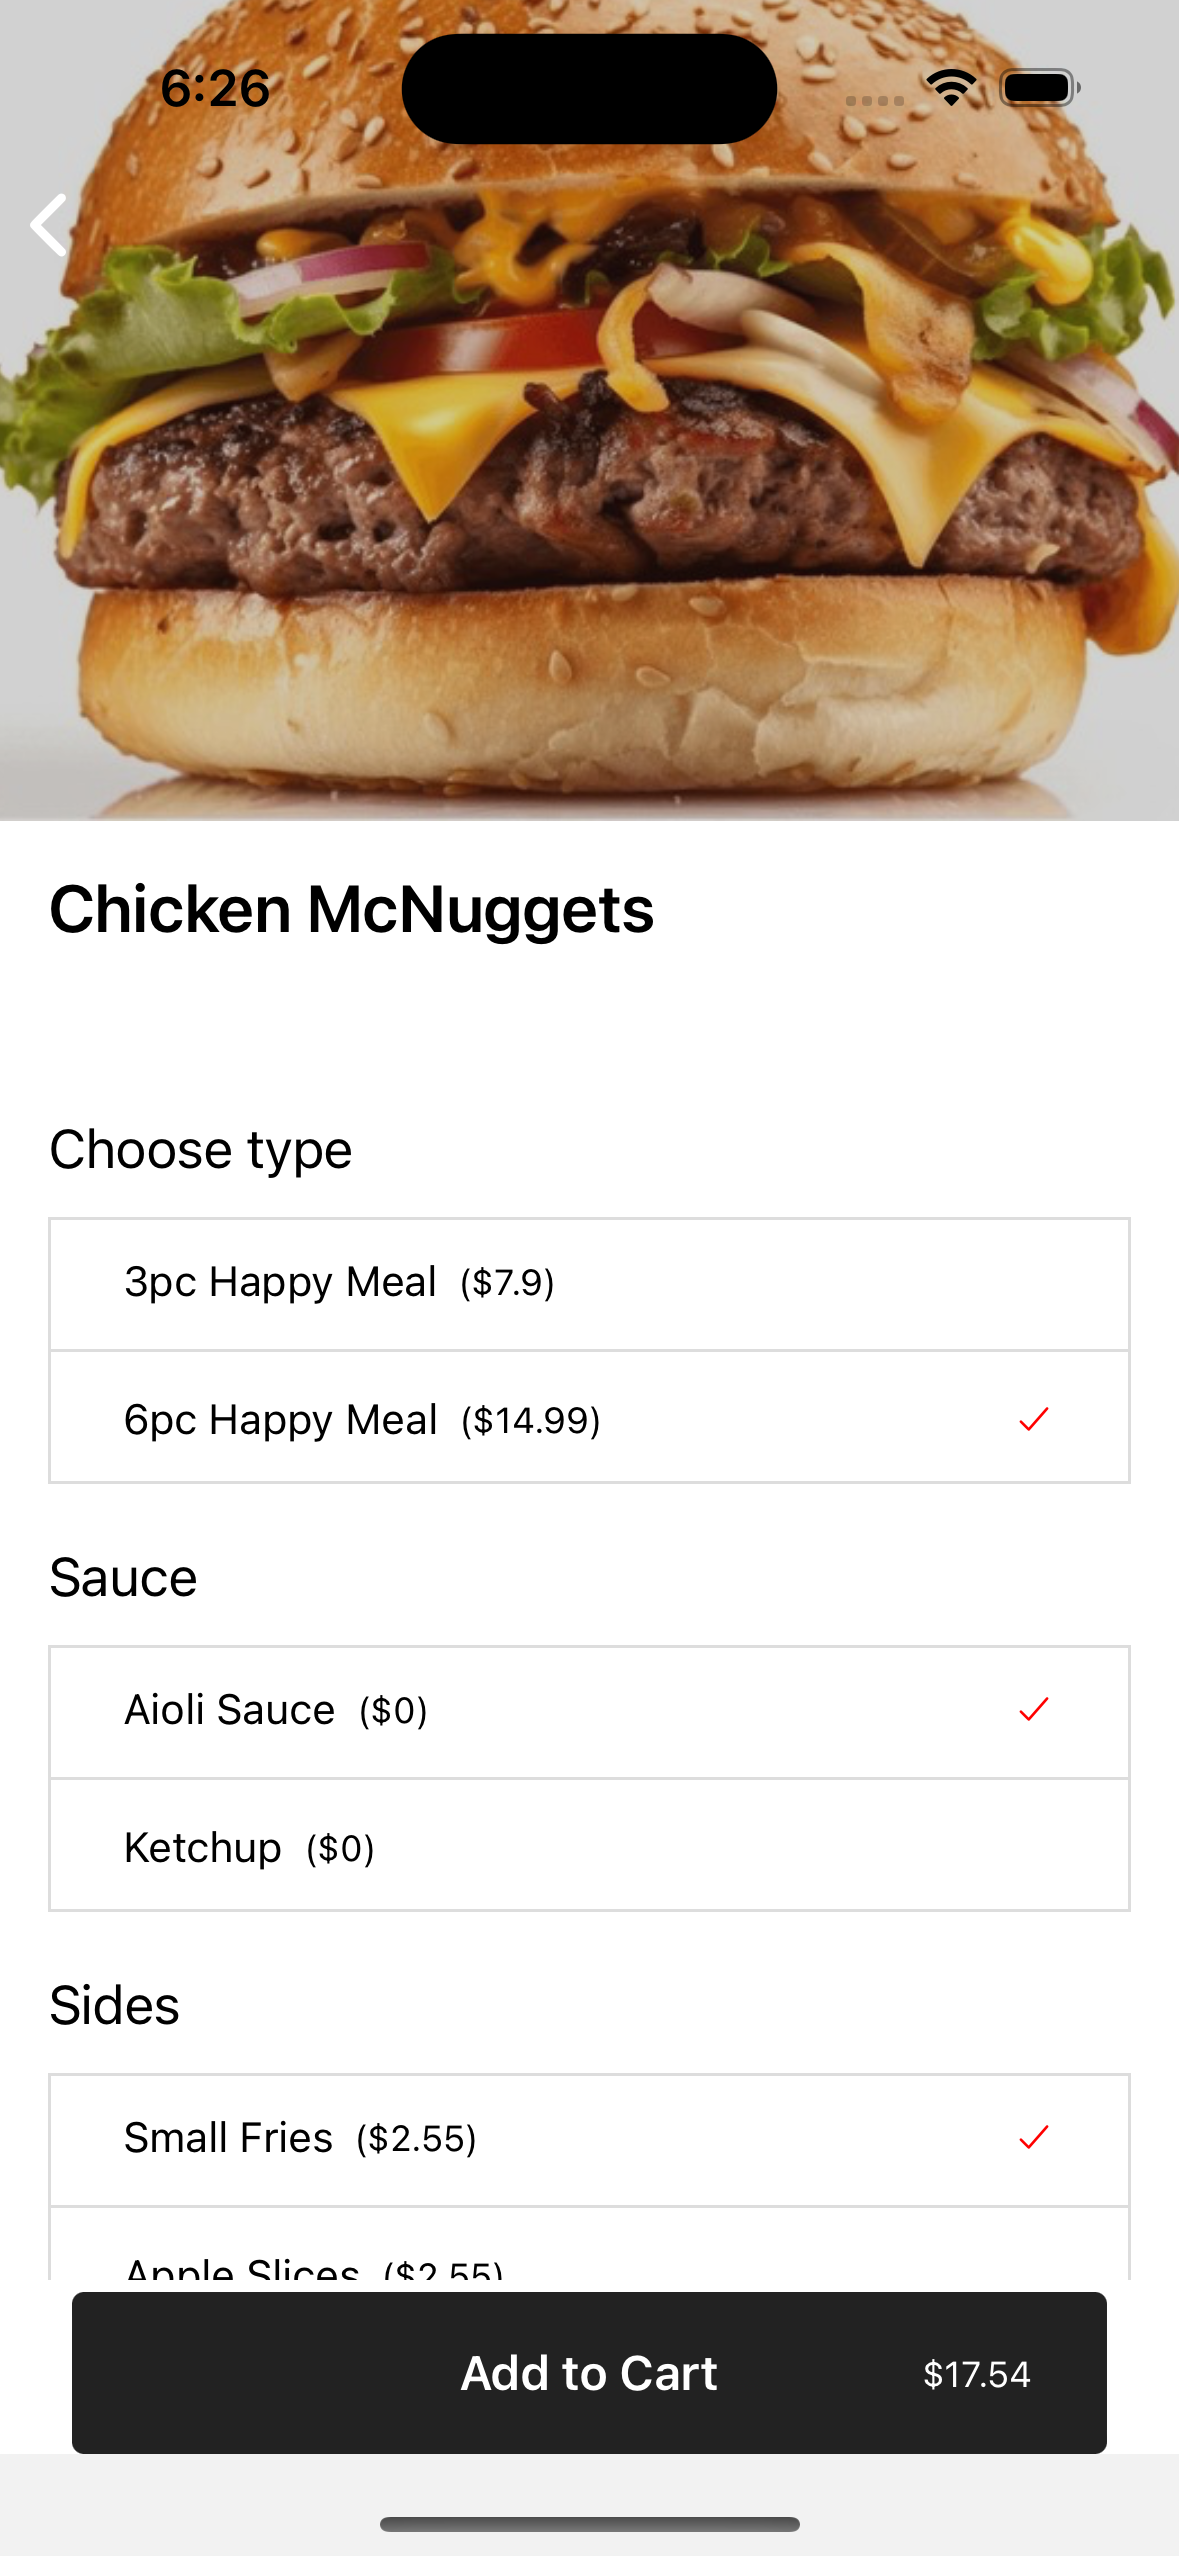 6:26
Chicken McNuggets
Choose type
3pc Happy Meal ($7.9)
6pc Happy Meal ($14.99)
Sauce
Aioli Sauce ($0)
Ketchup ($0)
Sides
Small Fries ($2.55)
Apple Slices ($2.55)
Add to Cart $17.54